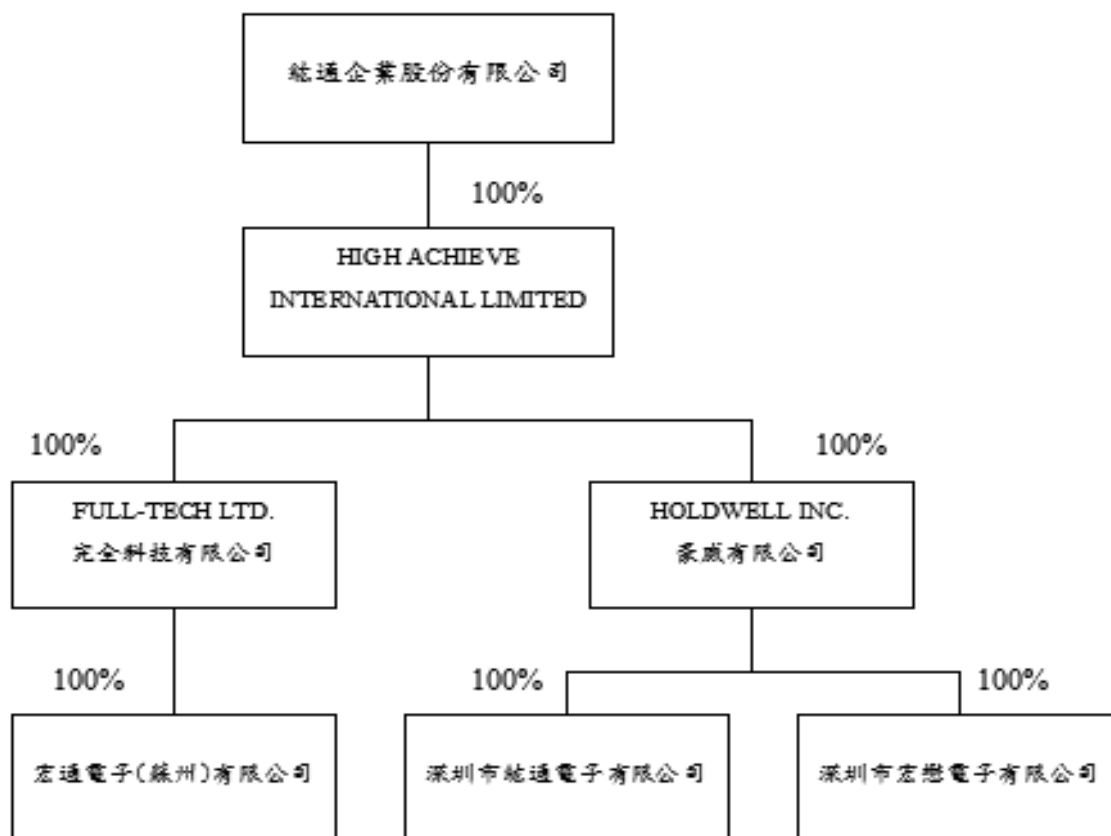 紘通企業股份有限公司
100%
HIGH ACHIEVE
INTERNATIONAL LIMITED
100%
100%
FULL-TECH LTD.
完全科技有限公司
HOLDWELL INC.
豪威有限公司
100%
100%
100%
宏通電子(蘇州)有限公司
深圳市紘通電子有限公司
深圳市宏懋電子有限公司